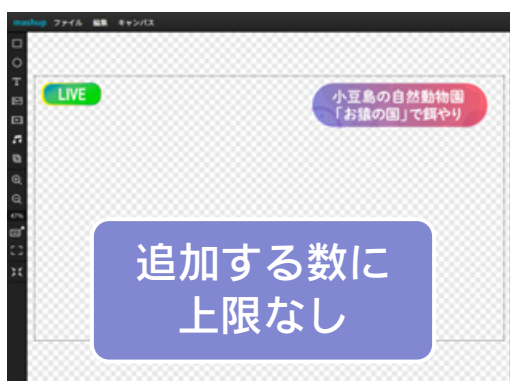 mashup ファイル 編集 キャンバス
T
LIVE
小豆島の自然動物園
「お猿の国」で餌やり
47%
追加する数に
上限なし